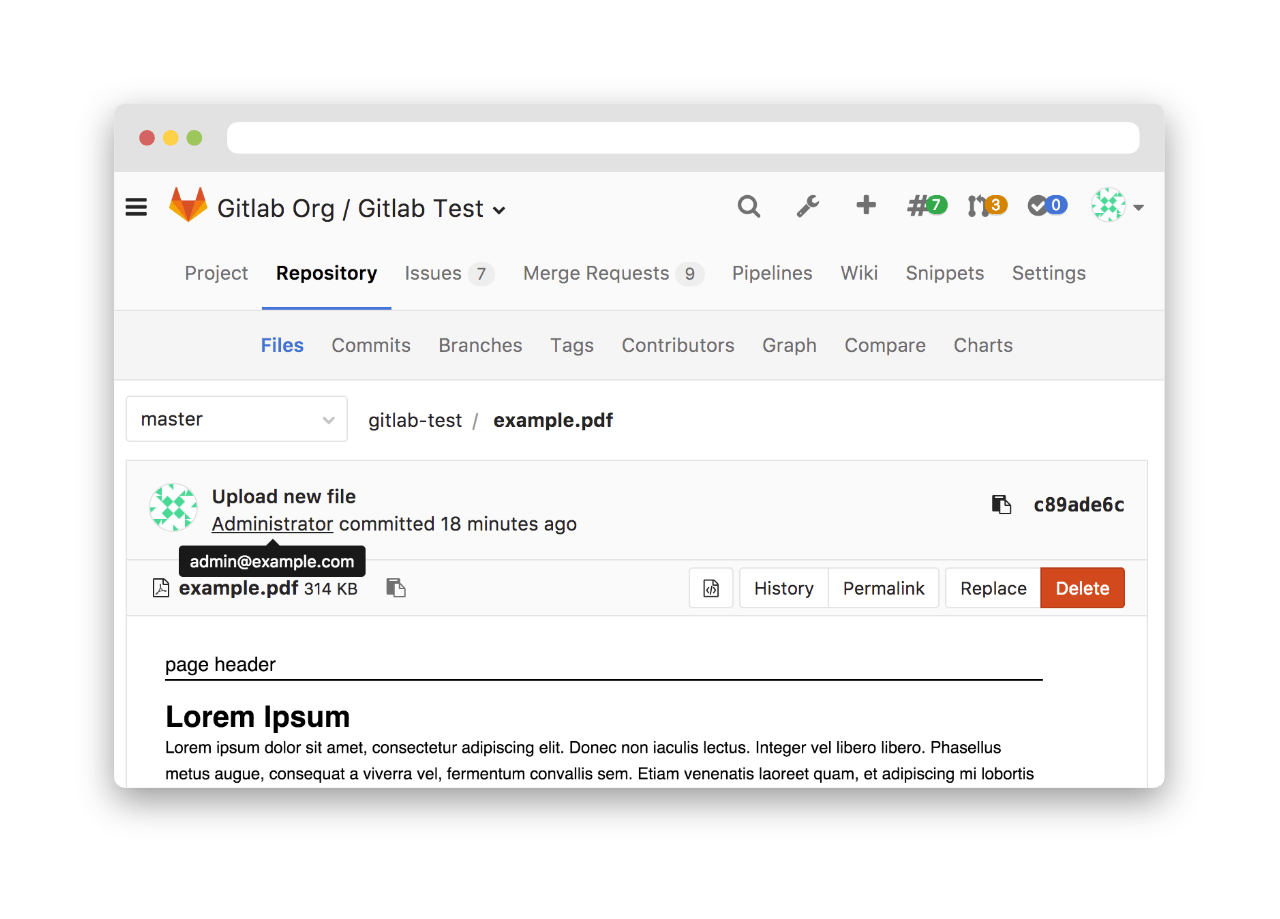 Gitlab Org / Gitlab Test
7
3
0
Project Repository Issues 7 Merge Requests 9 Pipelines Wiki Snippets Settings
Files Commits Branches Tags Contributors Graph Compare Charts
master gitlab-test / example.pdf
Upload new file
c89ade6c
Administrator committed 18 minutes ago
admin@example.com
example.pdf 314 KB History Permalink Replace Delete
page header
Lorem Ipsum
Lorem ipsum dolor sit amet, consectetur adipiscing elit. Donec non iaculis lectus. Integer vel libero libero. Phasellus
metus augue, consequat a viverra vel, fermentum convallis sem. Etiam venenatis laoreet quam, et adipiscing mi lobortis